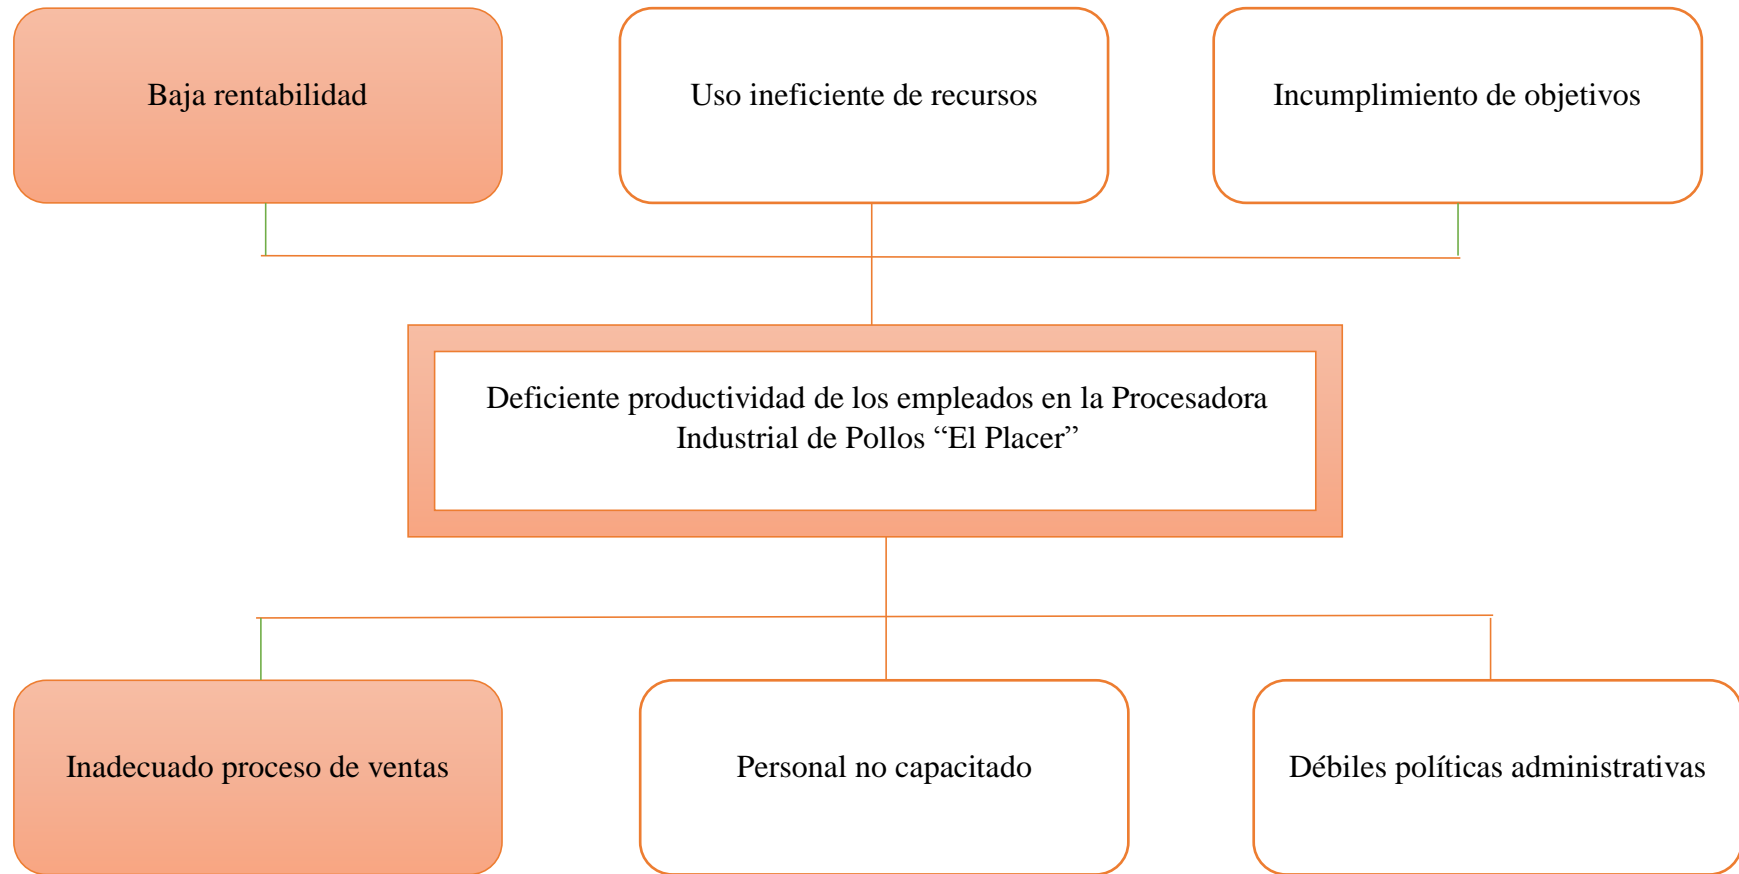 Baja rentabilidad
Uso ineficiente de recursos
Incumplimiento de objetivos
Deficiente productividad de los empleados en la Procesadora
Industrial de Pollos “El Placer”
Inadecuado proceso de ventas
Personal no capacitado
Débiles políticas administrativas